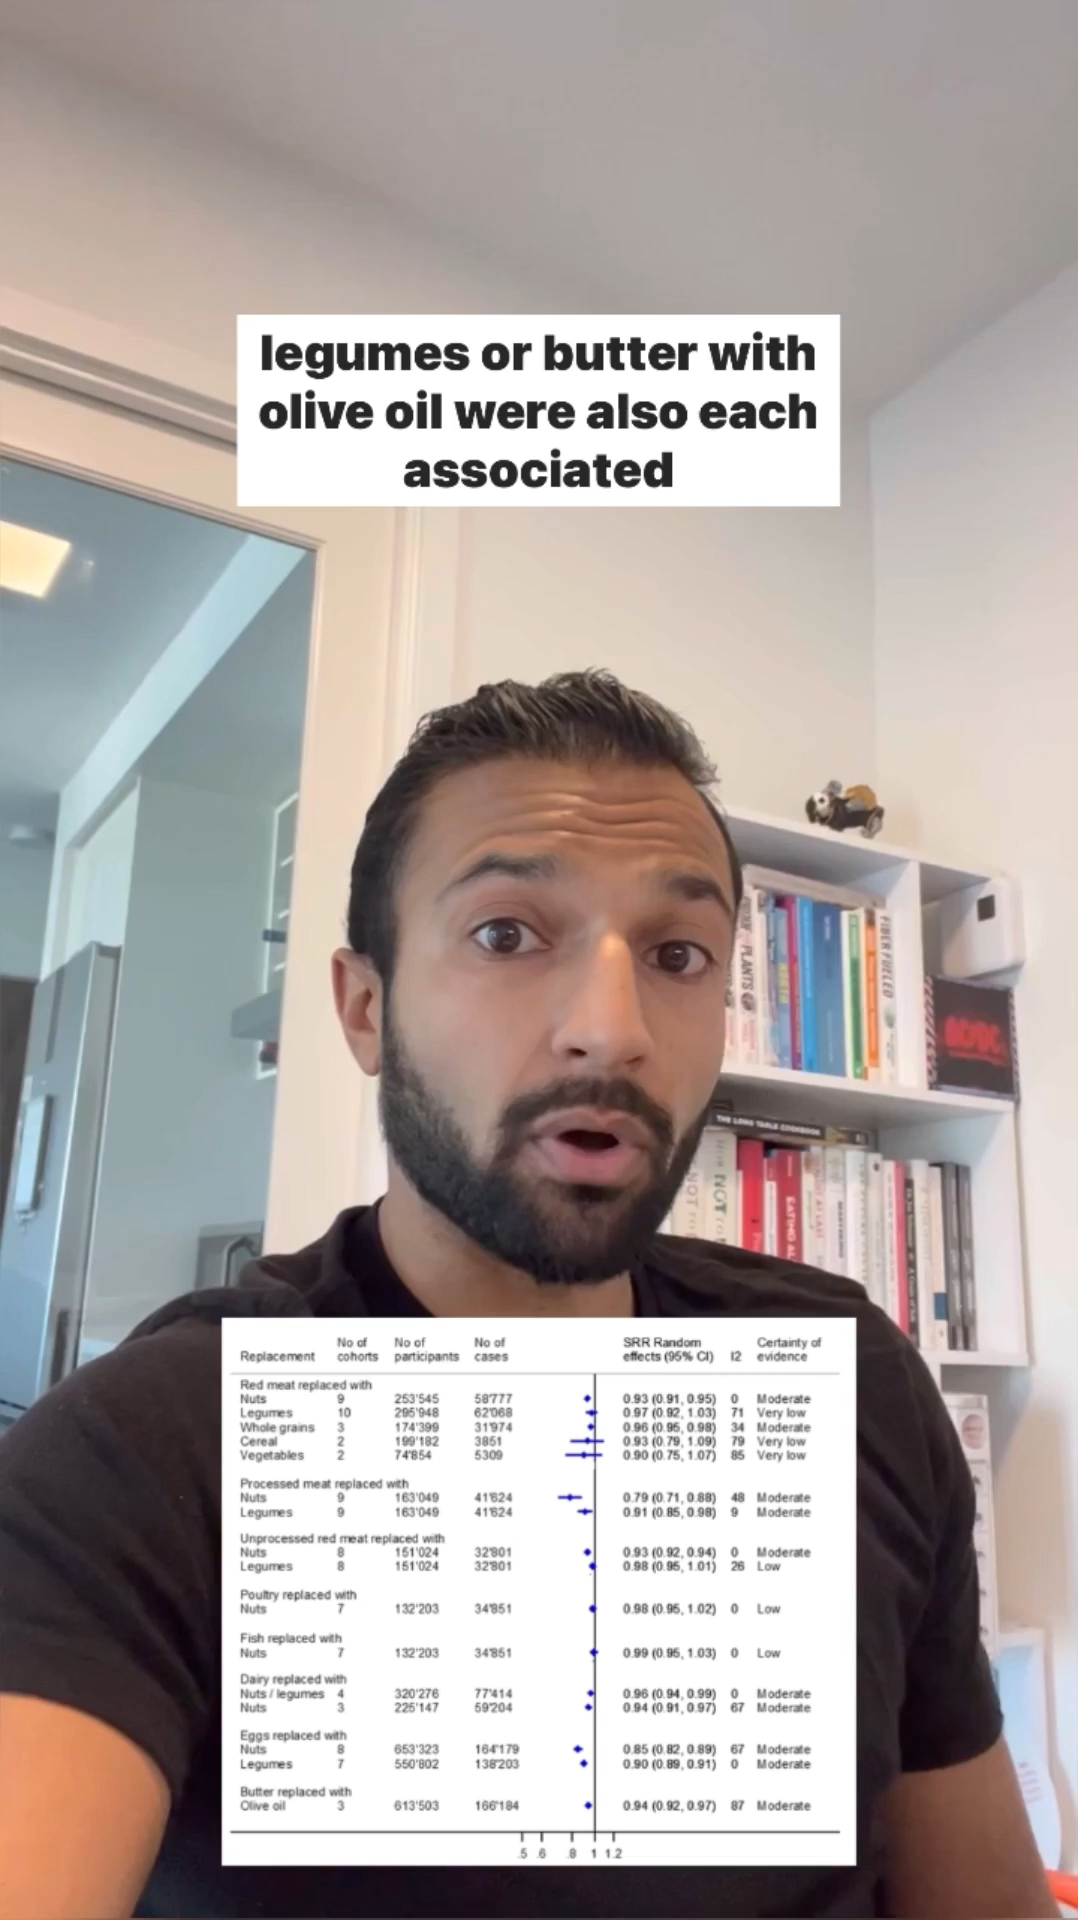 legumes or butter with
olive oil were also each
associated
PLANTS
FIBER FUELED
AC/DC
THE LONG TABLE COOKBOOK
NOT
NOT
EATING AL
Replacement No of cohorts No of participants No of cases SRR Random effects (95% CI) I2 Certainty of evidence
Red meat replaced with
Nuts 9 253'545 58'777 0.93 (0.91, 0.95) 0 Moderate
Legumes 10 295'948 62'068 0.97 (0.92, 1.03) 71 Very low
Whole grains 3 174'399 31'974 0.96 (0.95, 0.98) 34 Moderate
Cereal 2 199'182 3851 0.93 (0.79, 1.09) 79 Very low
Vegetables 2 74'854 5309 0.90 (0.75, 1.07) 85 Very low
Processed meat replaced with
Nuts 9 163'049 41'624 0.79 (0.71, 0.88) 48 Moderate
Legumes 9 163'049 41'624 0.91 (0.85, 0.98) 9 Moderate
Unprocessed red meat replaced with
Nuts 8 151'024 32'801 0.93 (0.92, 0.94) 0 Moderate
Legumes 8 151'024 32'801 0.98 (0.95, 1.01) 26 Low
Poultry replaced with
Nuts 7 132'203 34'851 0.98 (0.95, 1.02) 0 Low
Fish replaced with
Nuts 7 132'203 34'851 0.99 (0.95, 1.03) 0 Low
Dairy replaced with
Nuts / legumes 4 320'276 77'414 0.96 (0.94, 0.99) 0 Moderate
Nuts 3 225'147 59'204 0.94 (0.91, 0.97) 67 Moderate
Eggs replaced with
Nuts 8 653'323 164'179 0.85 (0.82, 0.89) 67 Moderate
Legumes 7 550'802 138'203 0.90 (0.89, 0.91) 0 Moderate
Butter replaced with
Olive oil 3 613'503 166'184 0.94 (0.92, 0.97) 87 Moderate
.5 .6 .8 1 1.2